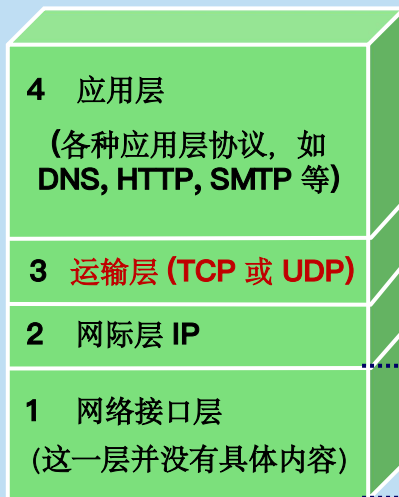 4 应用层
(各种应用层协议，如
DNS, HTTP, SMTP 等)
3 运输层 (TCP 或 UDP)
2 网际层 IP
1 网络接口层
(这一层并没有具体内容)